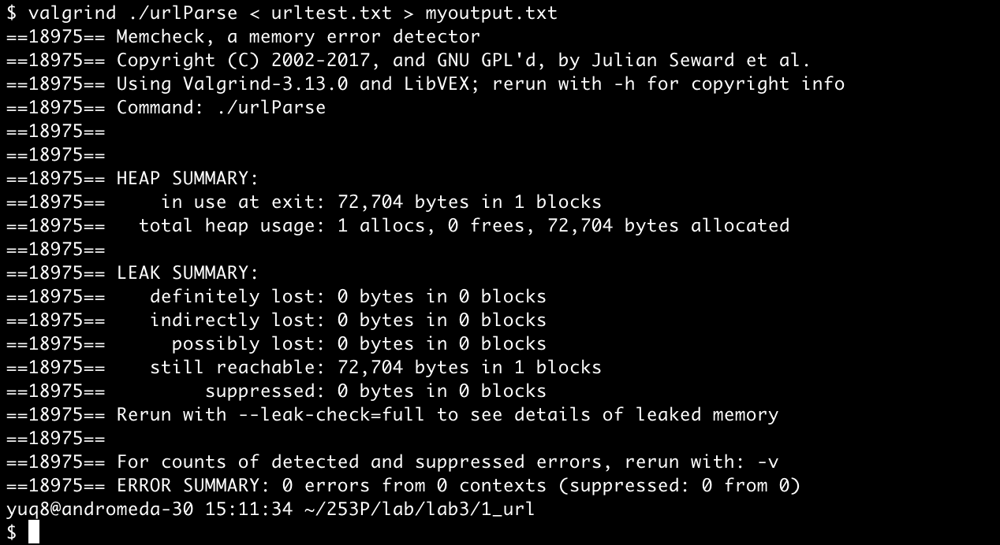 $ valgrind ./urlParse < urltest.txt > myoutput.txt
==18975== Memcheck, a memory error detector
==18975== Copyright (C) 2002-2017, and GNU GPL'd, by Julian Seward et al.
==18975== Using Valgrind-3.13.0 and LibVEX; rerun with -h for copyright info
==18975== Command: ./urlParse
==18975==
==18975==
==18975== HEAP SUMMARY:
==18975==     in use at exit: 72,704 bytes in 1 blocks
==18975==   total heap usage: 1 allocs, 0 frees, 72,704 bytes allocated
==18975==
==18975== LEAK SUMMARY:
==18975==    definitely lost: 0 bytes in 0 blocks
==18975==    indirectly lost: 0 bytes in 0 blocks
==18975==      possibly lost: 0 bytes in 0 blocks
==18975==    still reachable: 72,704 bytes in 1 blocks
==18975==         suppressed: 0 bytes in 0 blocks
==18975== Rerun with --leak-check=full to see details of leaked memory
==18975==
==18975== For counts of detected and suppressed errors, rerun with: -v
==18975== ERROR SUMMARY: 0 errors from 0 contexts (suppressed: 0 from 0)
yuq8@andromeda-30 15:11:34 ~/253P/lab/lab3/1_url
$